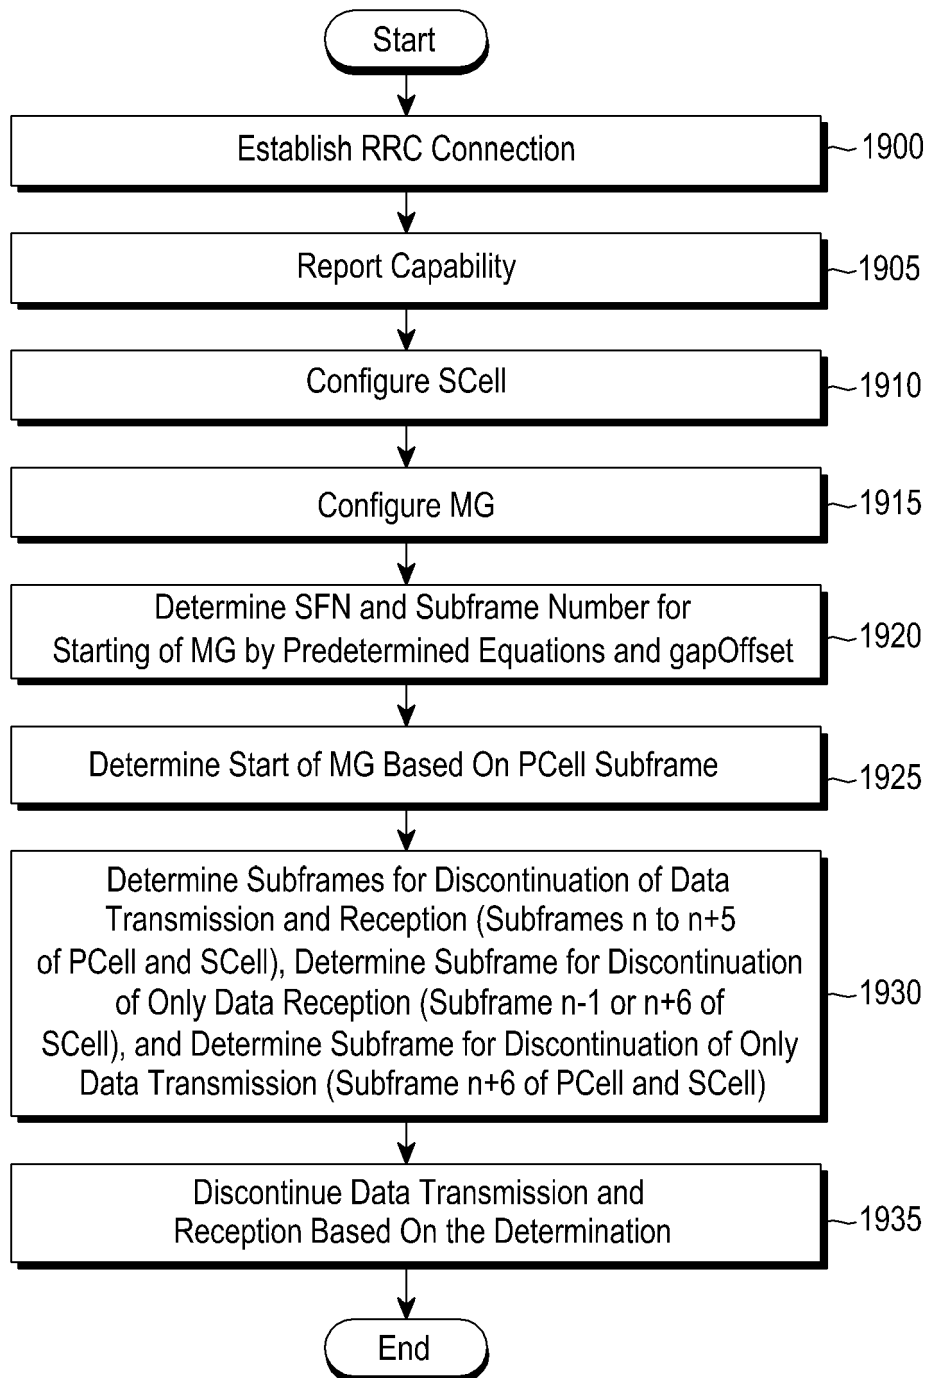 Start
Establish RRC Connection
1900
Report Capability
1905
Configure SCell
1910
Configure MG
1915
Determine SFN and Subframe Number for
Starting of MG by Predetermined Equations and gapOffset
1920
Determine Start of MG Based On PCell Subframe
1925
Determine Subframes for Discontinuation of Data
Transmission and Reception (Subframes n to n+5
of PCell and SCell), Determine Subframe for Discontinuation
of Only Data Reception (Subframe n-1 or n+6 of
SCell), and Determine Subframe for Discontinuation of Only
Data Transmission (Subframe n+6 of PCell and SCell)
1930
Discontinue Data Transmission and
Reception Based On the Determination
1935
End